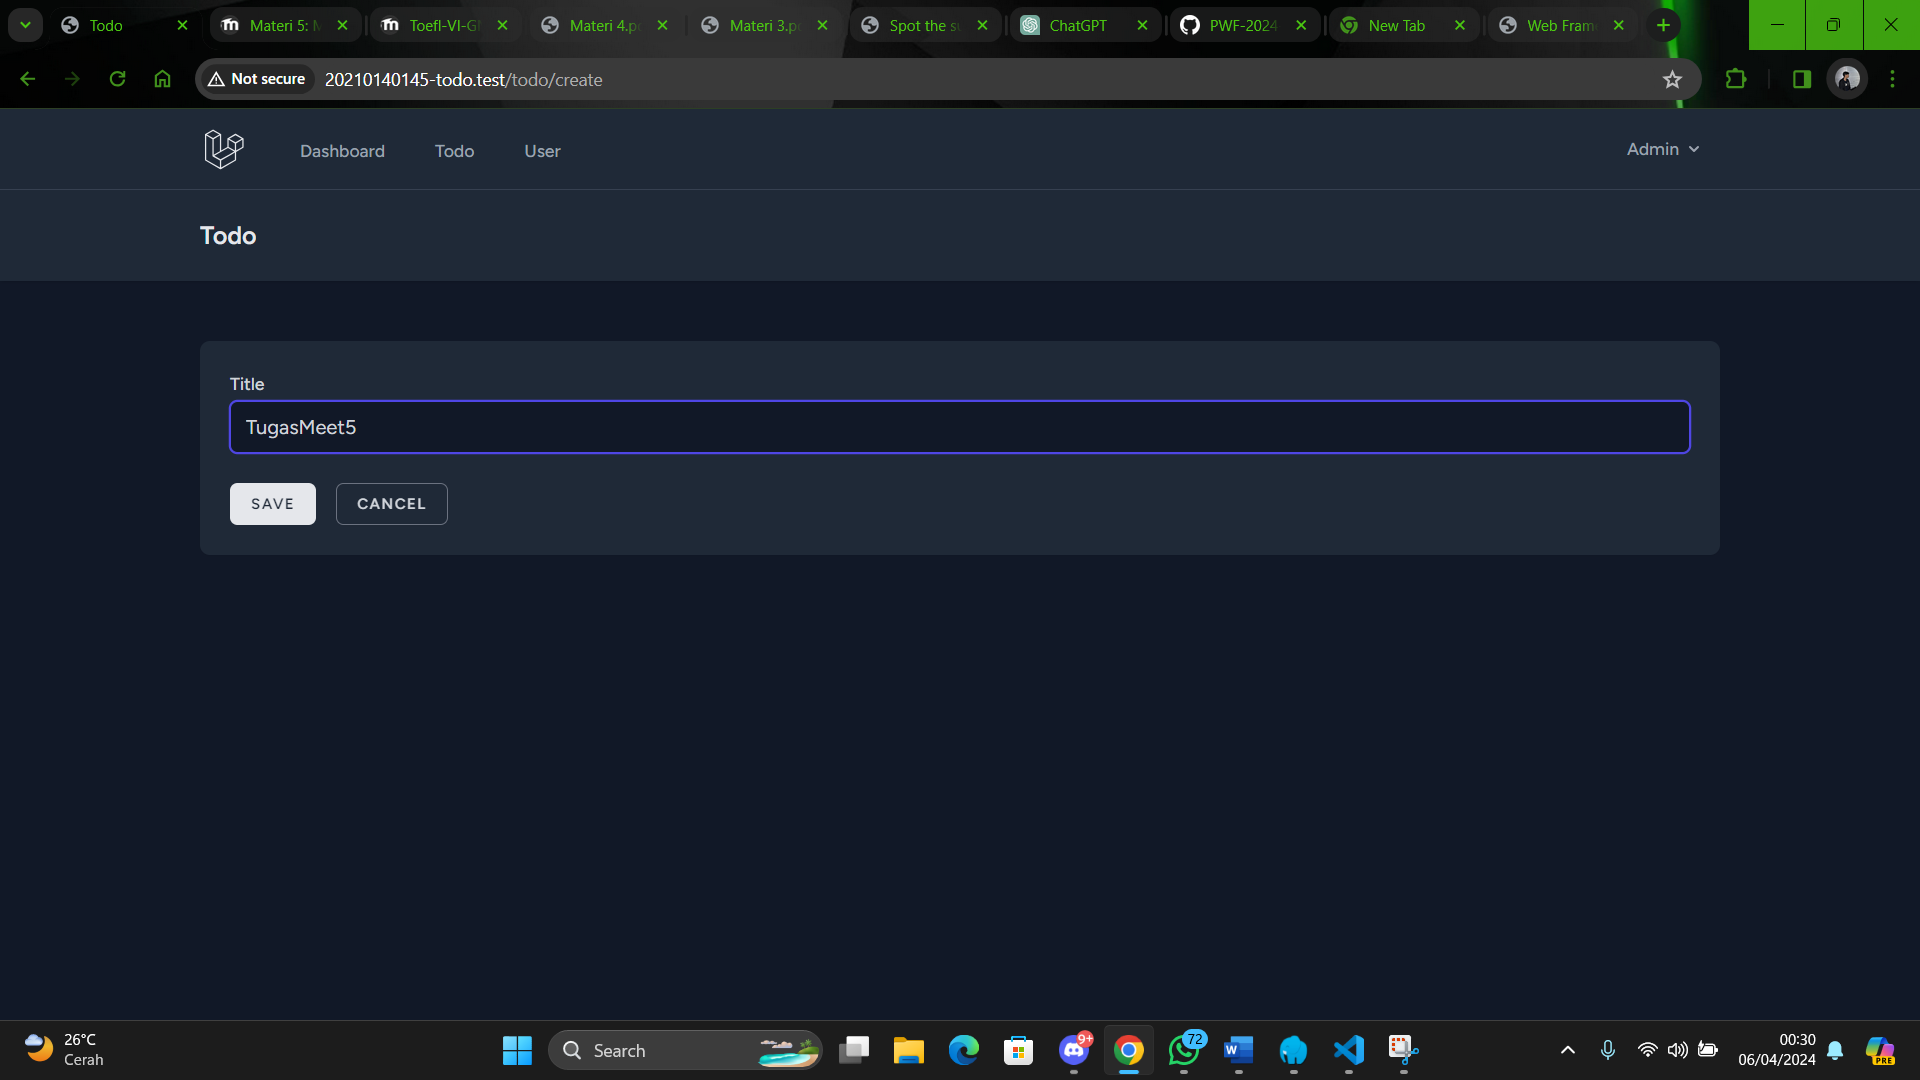 Todo
Materi 5:
Toefl-VI-G
Materi 4.p
Materi 3.p
Spot the s
ChatGPT
PWF-2024
New Tab
Web Fram
Not secure
20210140145-todo.test/todo/create
Dashboard
Todo
User
Admin
Todo
Title
TugasMeet5
SAVE
CANCEL
26°C
Cerah
Search
9+
72
W
PRE
00:30
06/04/2024